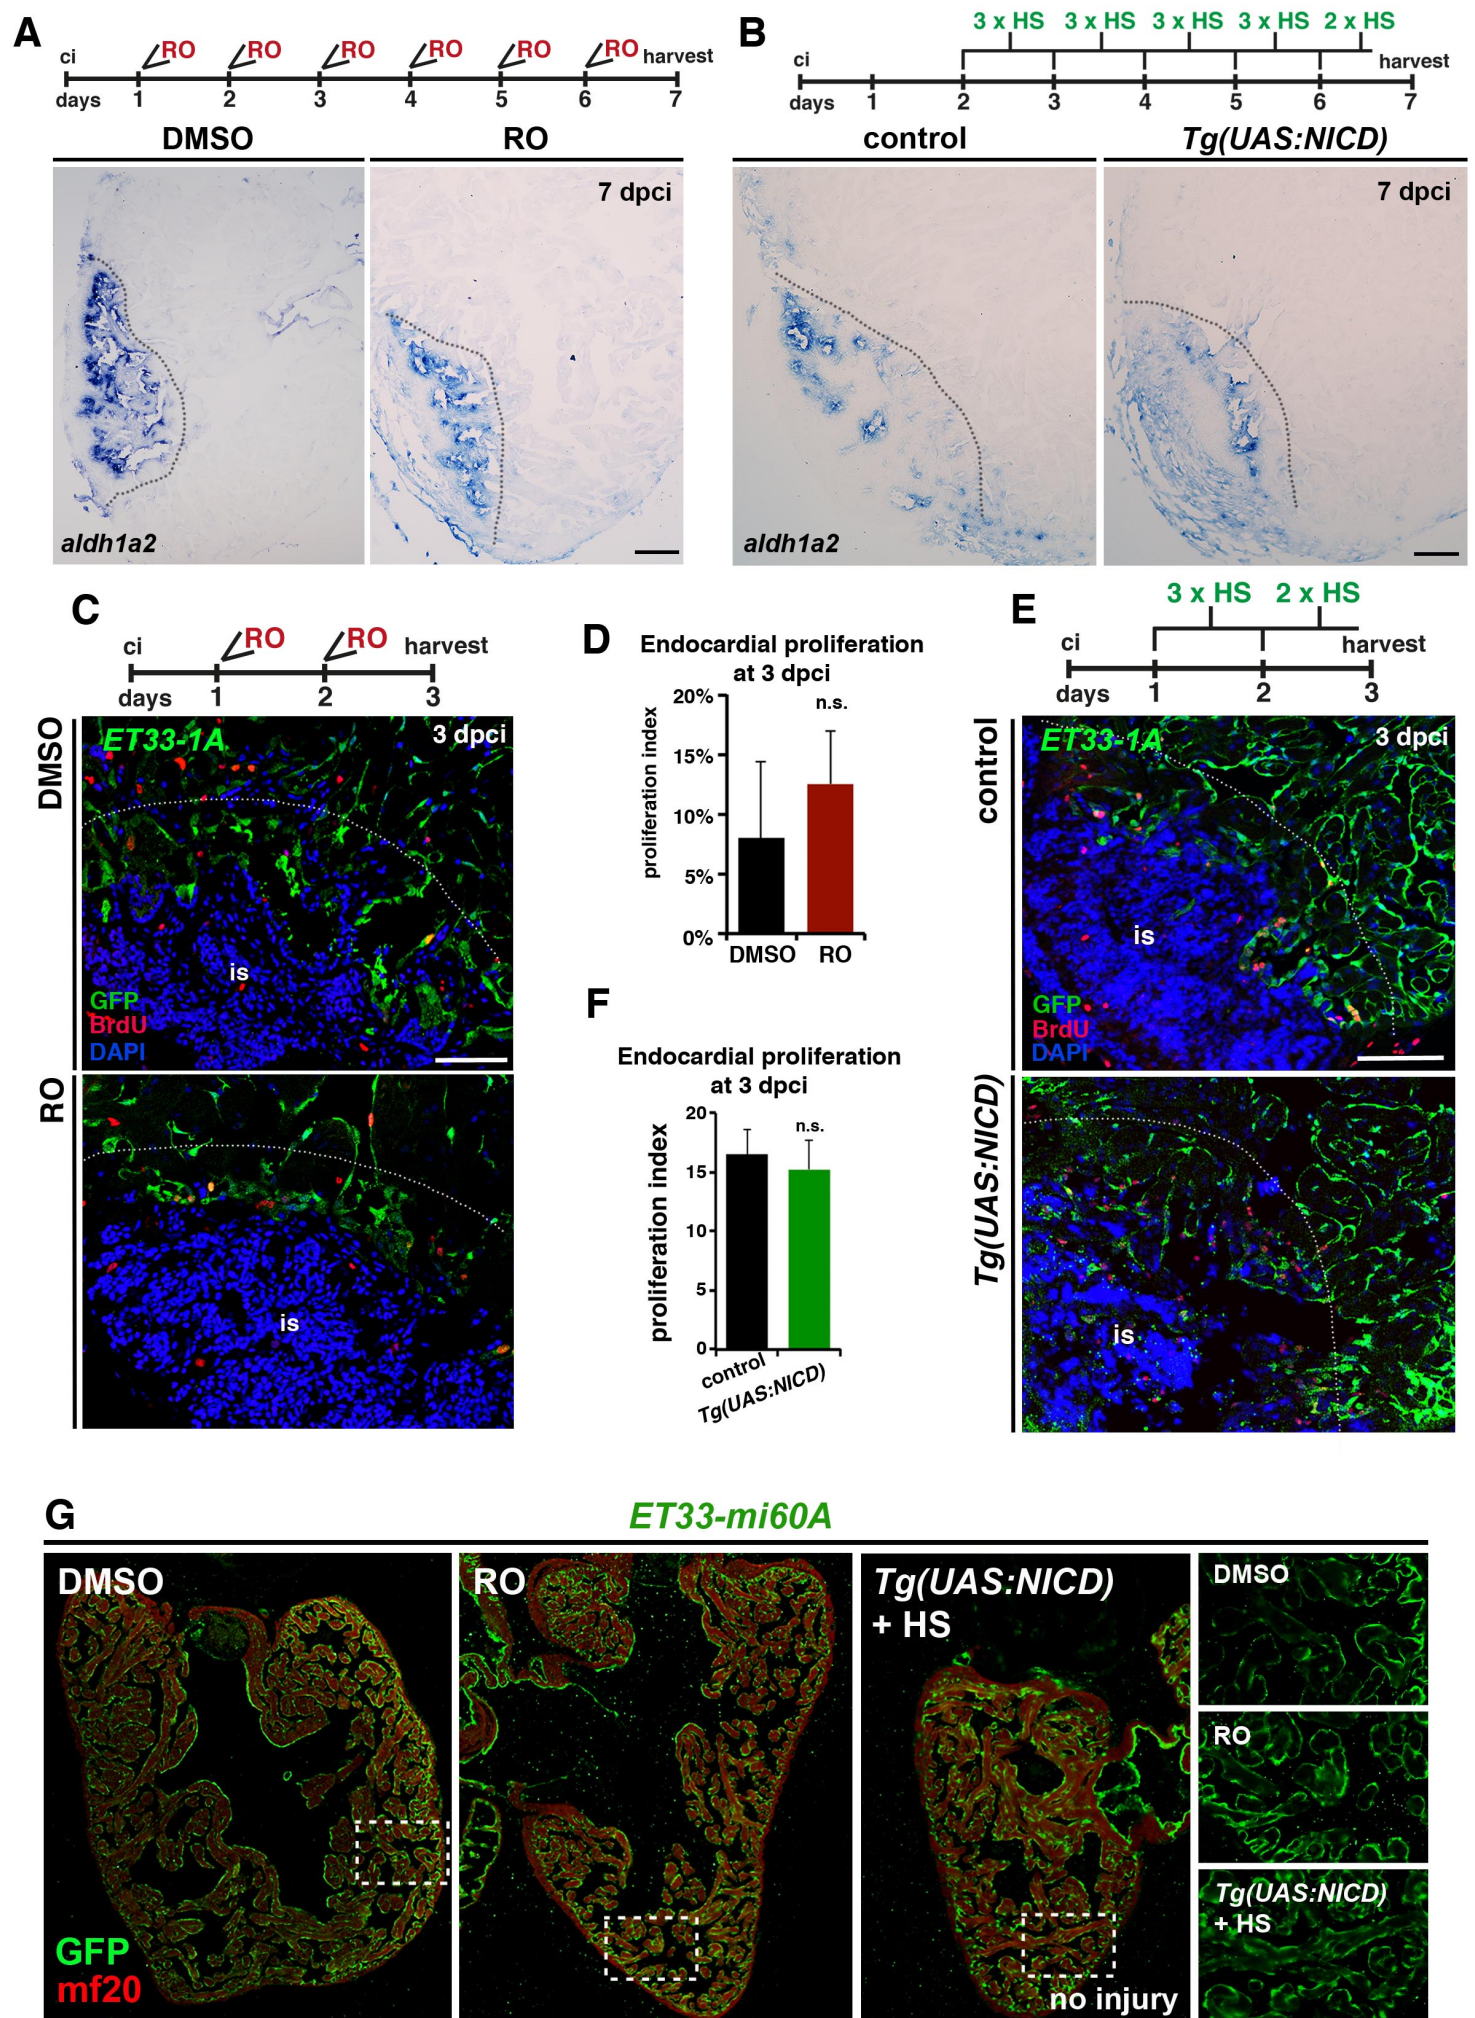 A
ci RO RO RO RO RO RO harvest
days 1 2 3 4 5 6 7
DMSO RO
7 dpci
aldh1a2
B
3 x HS 3 x HS 3 x HS 3 x HS 2 x HS
ci harvest
days 1 2 3 4 5 6 7
control Tg(UAS:NICD)
7 dpci
aldh1a2
C
ci RO RO harvest
days 1 2 3
DMSO
ET33-1A 3 dpci
is
GFP
BrdU
DAPI
RO
is
D
Endocardial proliferation
at 3 dpci
proliferation index
20%
15%
10%
5%
0%
n.s.
DMSO RO
F
Endocardial proliferation
at 3 dpci
proliferation index
20
15
10
5
0
n.s.
control
Tg(UAS:NICD)
E
3 x HS 2 x HS
ci harvest
days 1 2 3
control
ET33-1A 3 dpci
is
GFP
BrdU
DAPI
Tg(UAS:NICD)
is
G
ET33-mi60A
DMSO
GFP
mf20
RO
Tg(UAS:NICD)
+ HS
no injury
DMSO
RO
Tg(UAS:NICD)
+ HS